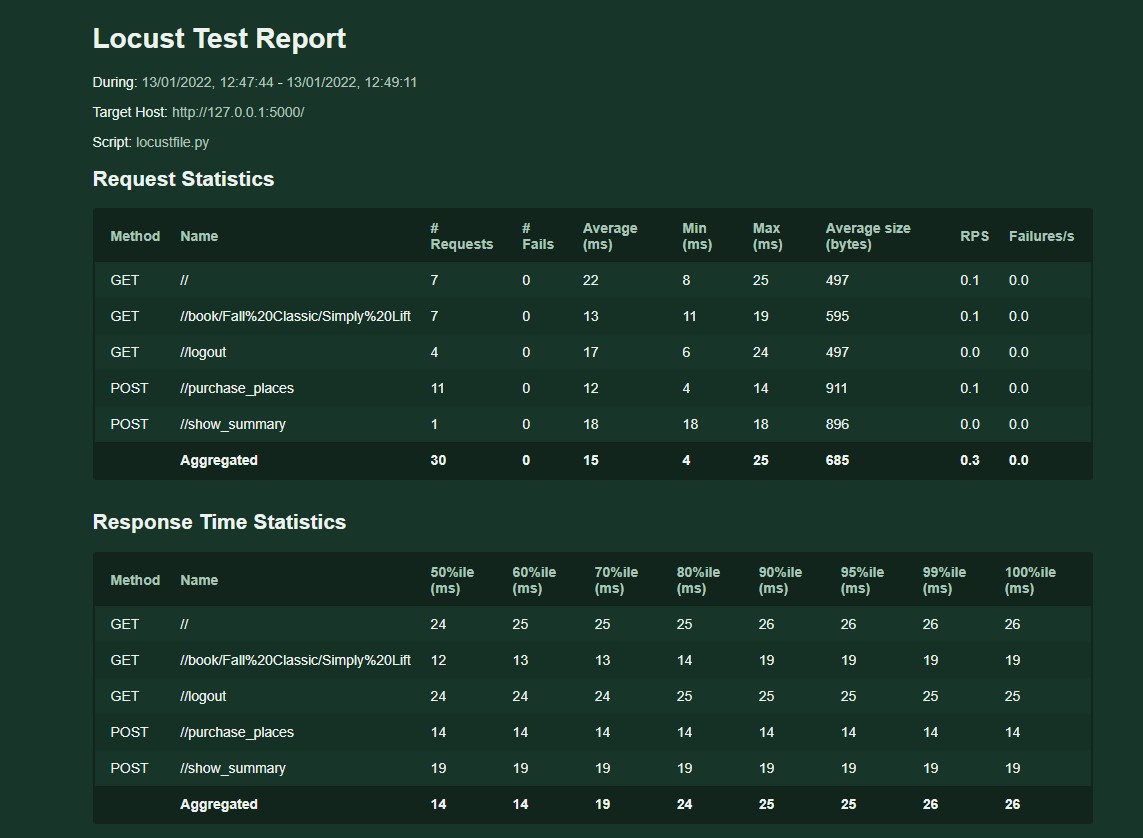 Locust Test Report
During: 13/01/2022, 12:47:44 - 13/01/2022, 12:49:11
Target Host: http://127.0.0.1:5000/
Script: locustfile.py
Request Statistics
Method Name # Requests # Fails Average (ms) Min (ms) Max (ms) Average size (bytes) RPS Failures/s
GET // 7 0 22 8 25 497 0.1 0.0
GET //book/Fall%20Classic/Simply%20Lift 7 0 13 11 19 595 0.1 0.0
GET //logout 4 0 17 6 24 497 0.0 0.0
POST //purchase_places 11 0 12 4 14 911 0.1 0.0
POST //show_summary 1 0 18 18 18 896 0.0 0.0
Aggregated 30 0 15 4 25 685 0.3 0.0
Response Time Statistics
Method Name 50%ile (ms) 60%ile (ms) 70%ile (ms) 80%ile (ms) 90%ile (ms) 95%ile (ms) 99%ile (ms) 100%ile (ms)
GET // 24 25 25 25 26 26 26 26
GET //book/Fall%20Classic/Simply%20Lift 12 13 13 14 19 19 19 19
GET //logout 24 24 24 25 25 25 25 25
POST //purchase_places 14 14 14 14 14 14 14 14
POST //show_summary 19 19 19 19 19 19 19 19
Aggregated 14 14 19 24 25 25 26 26